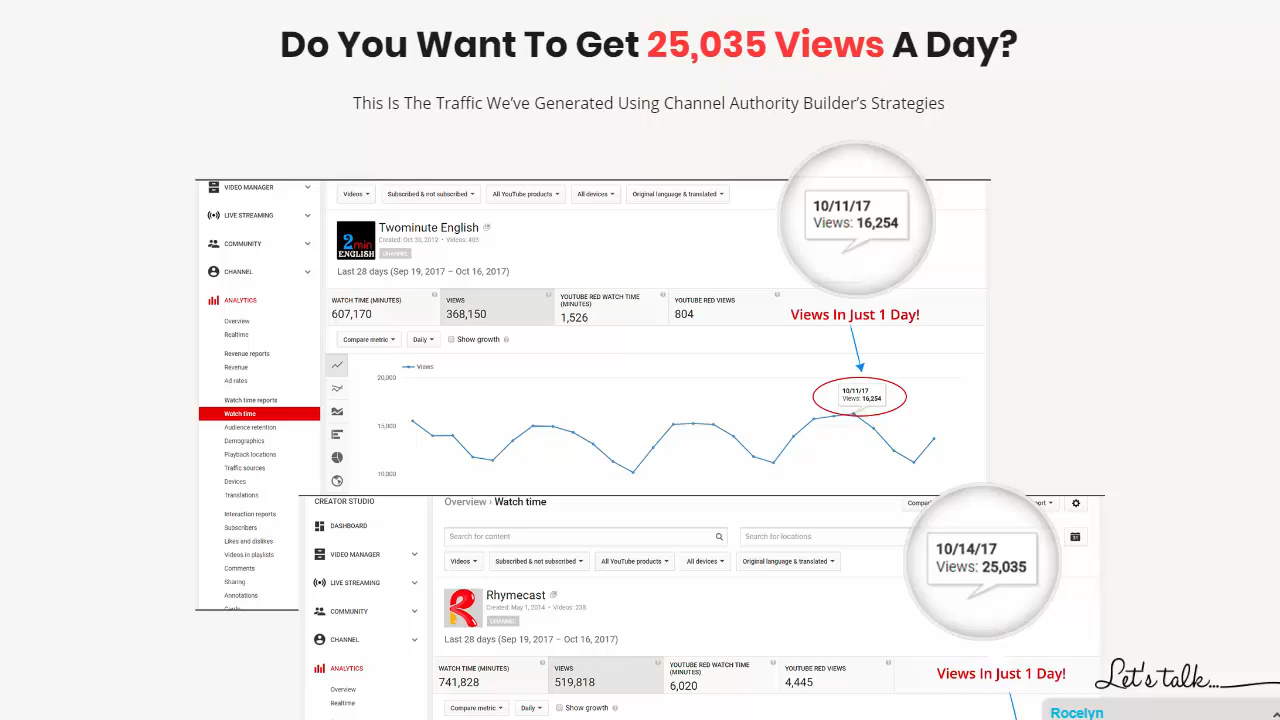 Do You Want To Get 25,035 Views A Day?
This Is The Traffic We've Generated Using Channel Authority Builder's Strategies
VIDEO MANAGER
LIVE STREAMING
COMMUNITY
CHANNEL
ANALYTICS
Overview
Realtime
Revenue reports
Revenue
Ad rates
Watch time reports
Watch time
Audience retention
Demographics
Playback locations
Traffic sources
Devices
Translations
Interaction reports
Subscribers
Likes and dislikes
Videos in playlists
Comments
Sharing
Annotations
Cards
Videos Subscribed & not subscribed All YouTube products All devices Original language & translated
2 min ENGLISH
Twominute English
Created: Oct 30, 2012 • Videos: 403
CHANNEL
Last 28 days (Sep 19, 2017 – Oct 16, 2017)
WATCH TIME (MINUTES)
607,170
VIEWS
368,150
YOUTUBE RED WATCH TIME (MINUTES)
1,526
YOUTUBE RED VIEWS
804
10/11/17
Views: 16,254
Views In Just 1 Day!
Compare metric Daily Show growth
Views
20,000
15,000
10,000
10/11/17
Views: 16,254
CREATOR STUDIO
DASHBOARD
VIDEO MANAGER
LIVE STREAMING
COMMUNITY
CHANNEL
ANALYTICS
Overview
Realtime
Overview › Watch time
Search for content
Search for locations
Videos Subscribed & not subscribed All YouTube products All devices Original language & translated
Rhymecast
Created: May 1, 2014 • Videos: 238
CHANNEL
Last 28 days (Sep 19, 2017 – Oct 16, 2017)
WATCH TIME (MINUTES)
741,828
VIEWS
519,818
YOUTUBE RED WATCH TIME (MINUTES)
6,020
YOUTUBE RED VIEWS
4,445
10/14/17
Views: 25,035
Views In Just 1 Day!
Compare metric Daily Show growth
Let's talk...
Rocelyn